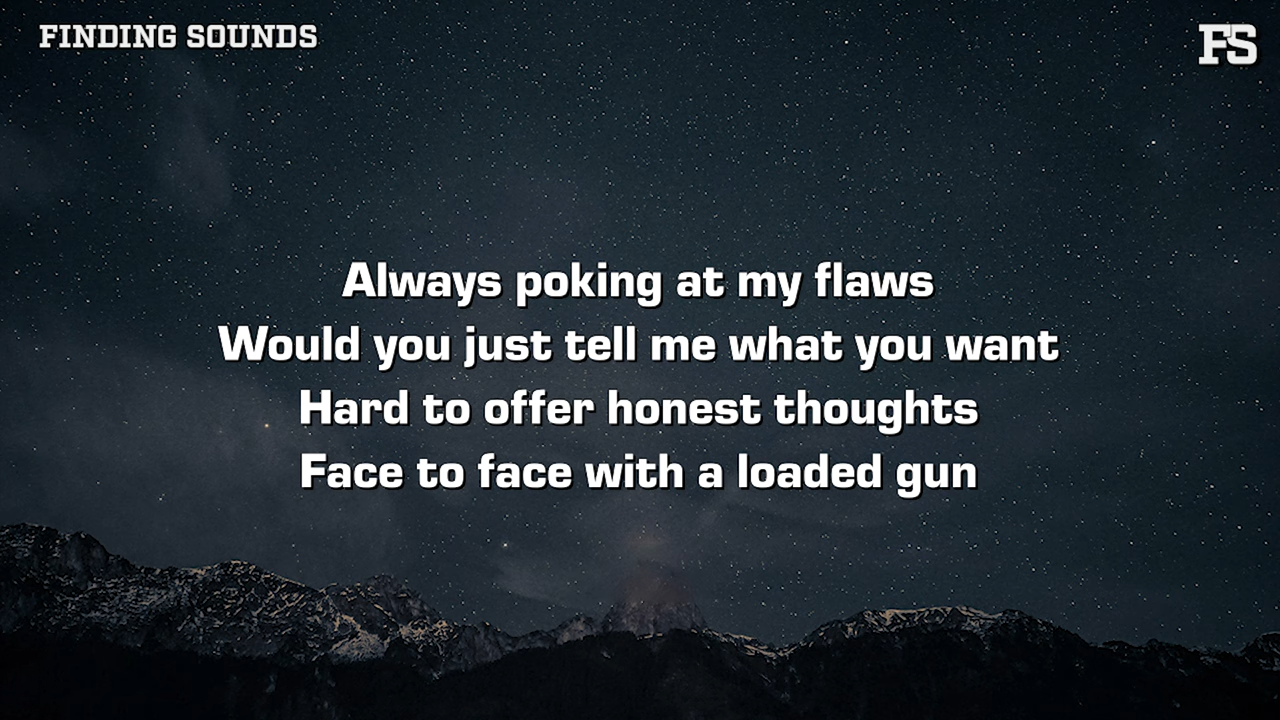 FINDING SOUNDS
FS
Always poking at my flaws
Would you just tell me what you want
Hard to offer honest thoughts
Face to face with a loaded gun